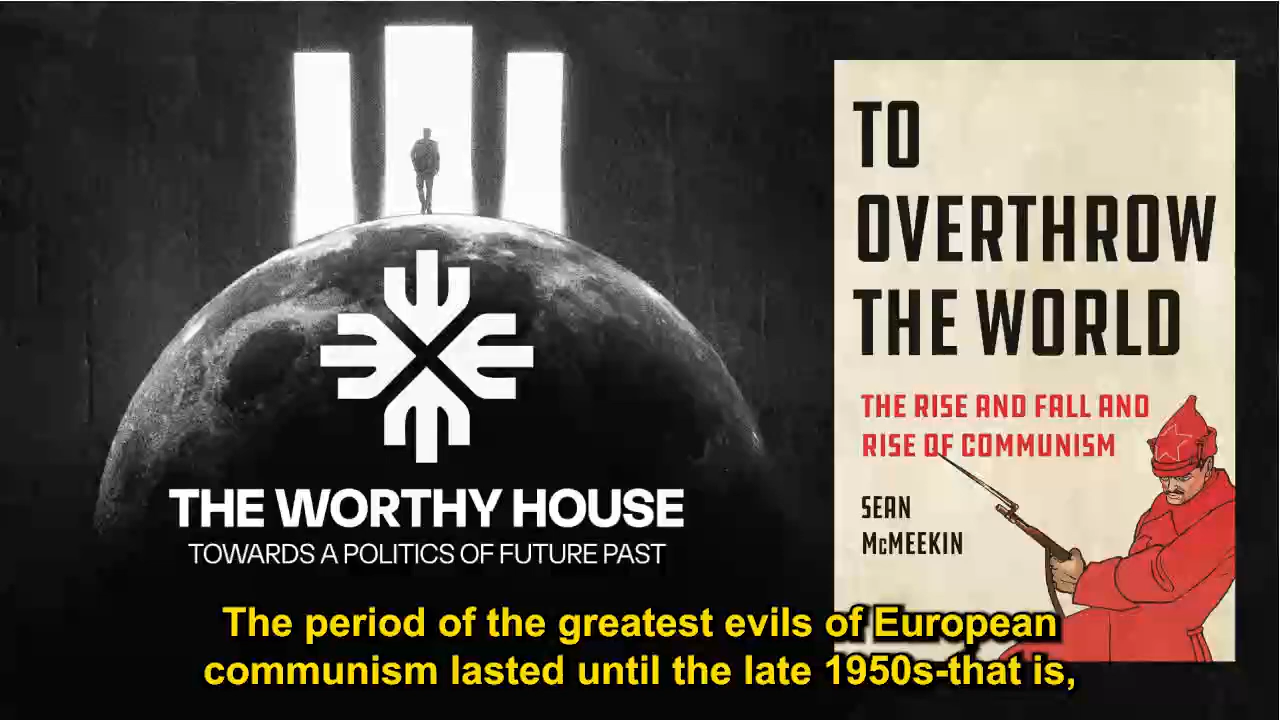 THE WORTHY HOUSE
TOWARDS A POLITICS OF FUTURE PAST
TO
OVERTHROW
THE WORLD
THE RISE AND FALL AND
RISE OF COMMUNISM
SEAN
McMEEKIN
The period of the greatest evils of European
communism lasted until the late 1950s-that is,